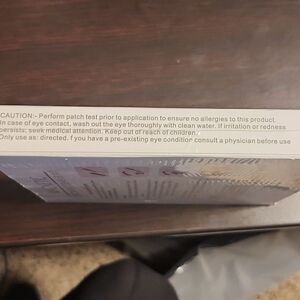 CAUTION:- Perform patch test prior to application to ensure no allergies to this product.
In case of eye contact, wash out the eye thoroughly with clean water. If irritation or redness
persists; seek medical attention. Keep out of reach of children.
Only use as: directed. f you have a pre-existing eye condition consult a physician before use